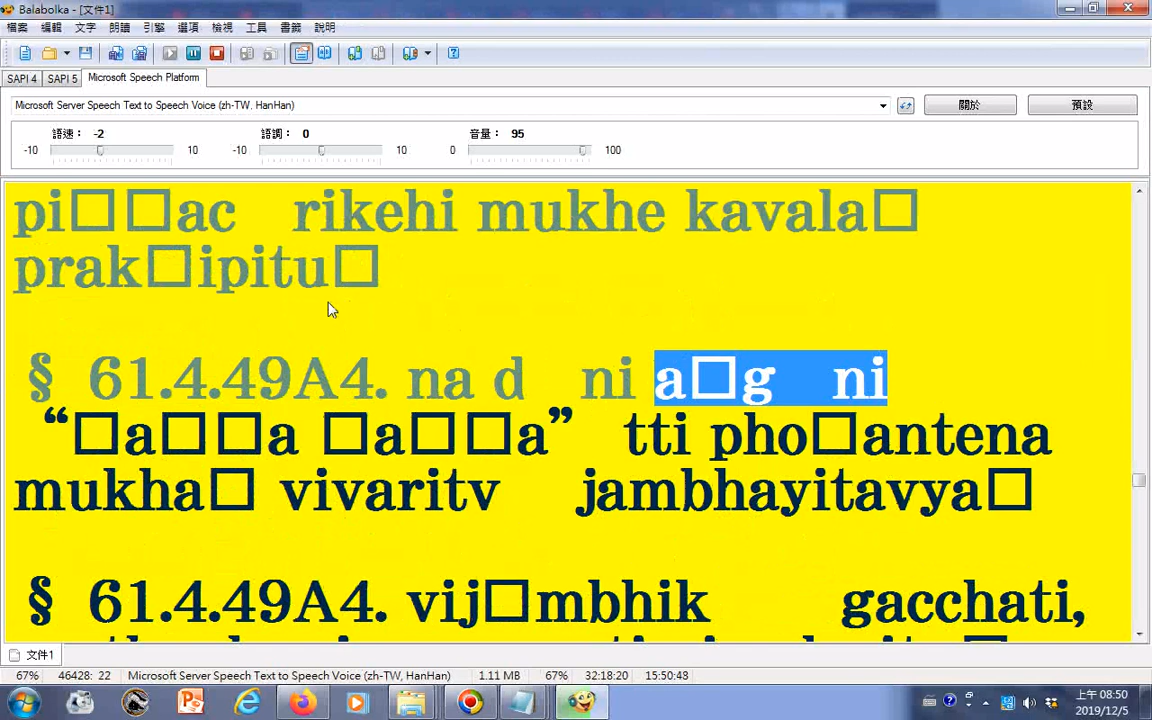 Balabolka - [文件1]
檔案 編輯 文字 朗讀 引擎 選項 檢視 工具 書籤 說明
SAPI 4 SAPI 5 Microsoft Speech Platform
Microsoft Server Speech Text to Speech Voice (zh-TW, HanHan) 關於 預設
語速： -2 語調： 0 音量： 95
-10 10 -10 10 0 100
pi□□ac rikehi mukhe kavala□
prak□ipitu□
§ 61.4.49A4. na d ni a□g ni
“□a□□a □a□□a” tti pho□antena
mukha□ vivaritv jambhayitavya□
§ 61.4.49A4. vij□mbhik gacchati,
文件1
67% 46428: 22 Microsoft Server Speech Text to Speech Voice (zh-TW, HanHan) 1.11 MB 67% 32:18:20 15:50:48
上午 08:50
2019/12/5